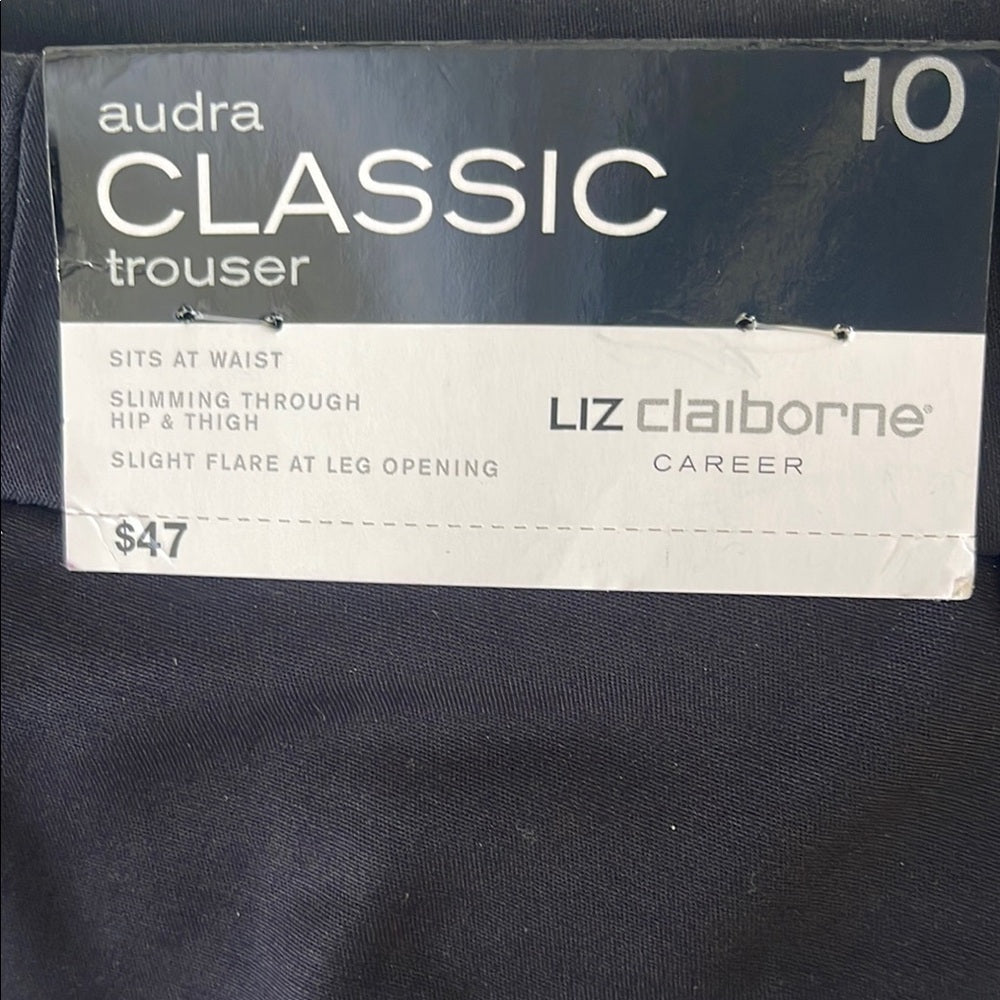 audra
10
CLASSIC
trouser
SITS AT WAIST
SLIMMING THROUGH
HIP & THIGH
SLIGHT FLARE AT LEG OPENING
LIZ claiborne®
CAREER
$47